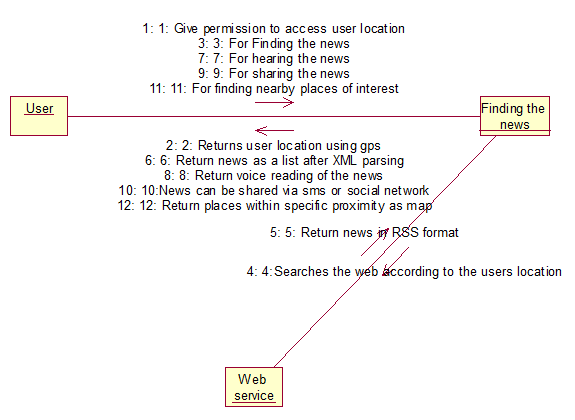 1: 1: Give permission to access user location
3: 3: For Finding the news
7: 7: For hearing the news
9: 9: For sharing the news
11: 11: For finding nearby places of interest
User
Finding the
news
2: 2: Returns user location using gps
6: 6: Return news as a list after XML parsing
8: 8: Return voice reading of the news
10: 10:News can be shared via sms or social network
12: 12: Return places within specific proximity as map
5: 5: Return news in RSS format
4: 4:Searches the web according to the users location
Web
service